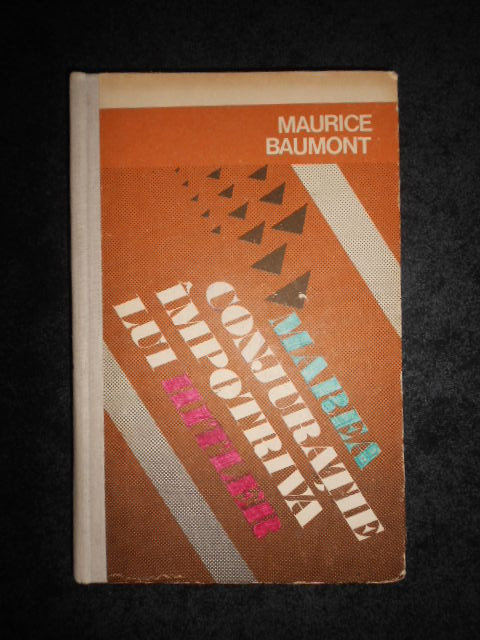 MAURICE
BAUMONT
MAREA
CONJURAȚIE
ÎMPOTRIVA
LUI HITLER